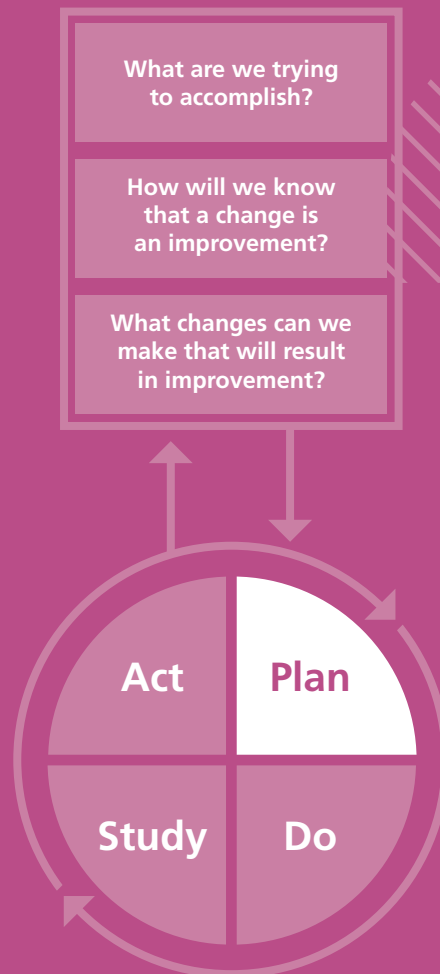 What are we trying
to accomplish?
How will we know
that a change is
an improvement?
What changes can we
make that will result
in improvement?
Act
Plan
Study
Do